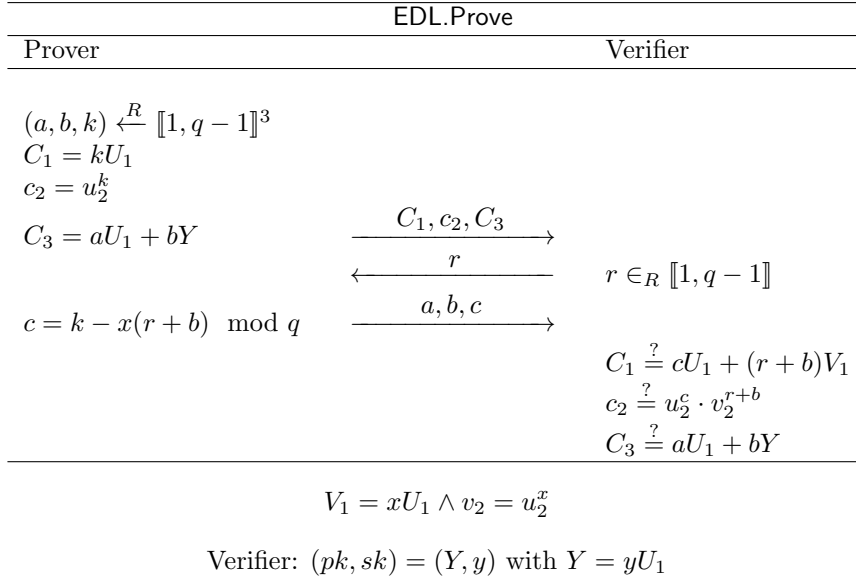 EDL.Prove
Prover Verifier
(a, b, k) ←R ⟦1, q − 1⟧³
C₁ = kU₁
c₂ = u₂ᵏ
C₃ = aU₁ + bY C₁, c₂, C₃
r r ∈R ⟦1, q − 1⟧
c = k − x(r + b) mod q a, b, c
C₁ ≟ cU₁ + (r + b)V₁
c₂ ≟ u₂ᶜ · v₂ʳ⁺ᵇ
C₃ ≟ aU₁ + bY
V₁ = xU₁ ∧ v₂ = u₂ˣ
Verifier: (pk, sk) = (Y, y) with Y = yU₁